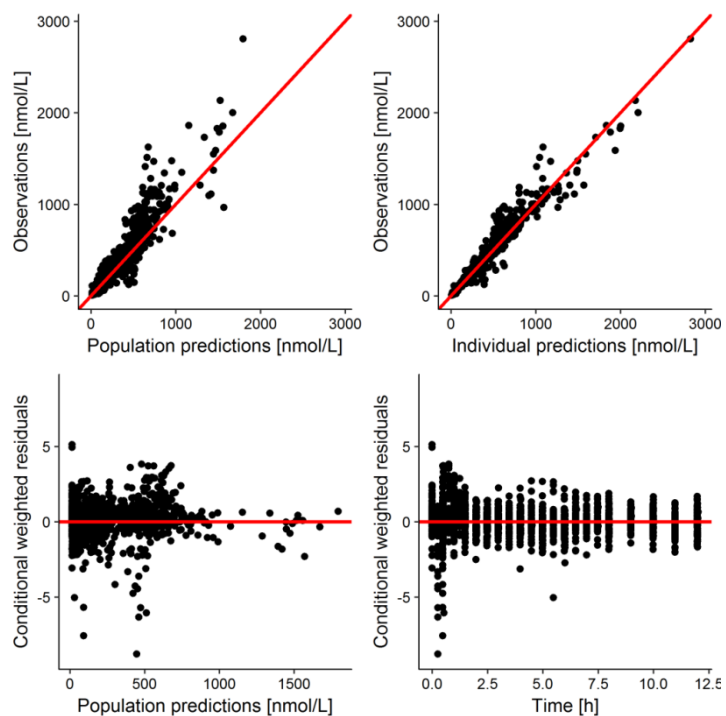 3000
2000
1000
0
Observations [nmol/L]
0 1000 2000 3000
Population predictions [nmol/L]
3000
2000
1000
0
Observations [nmol/L]
0 1000 2000 3000
Individual predictions [nmol/L]
5
0
-5
Conditional weighted residuals
0 500 1000 1500
Population predictions [nmol/L]
5
0
-5
Conditional weighted residuals
0.0 2.5 5.0 7.5 10.0 12.5
Time [h]